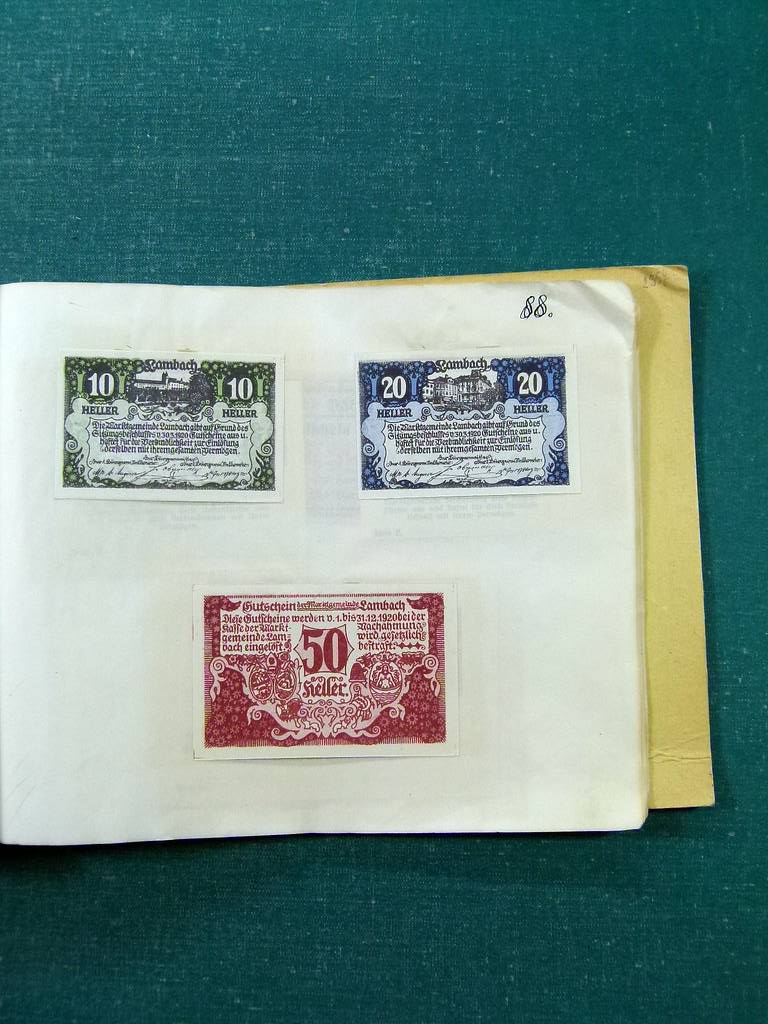 88.
Lambach
10 10
HELLER HELLER
Die Marktgemeinde Lambach gibt auf Grund des
Sitzungsbeschlusses v. 30.3.1920 Gutscheine aus u.
haftet für die Verbindlichkeit zur Einlösung
derselben mit ihrem gesamten Vermögen.
Lambach
20 20
HELLER HELLER
Die Marktgemeinde Lambach gibt auf Grund des
Sitzungsbeschlusses v. 30.3.1920 Gutscheine aus u.
haftet für die Verbindlichkeit zur Einlösung
derselben mit ihrem gesamten Vermögen.
Gutschein der Marktgemeinde Lambach
Diese Gutscheine werden v. 1. bis 31.12.1920 bei der
Kasse der Markt-
gemeinde Lam-
bach eingelöst.
Nachahmung
wird gesetzlich
bestraft.
50
Heller.